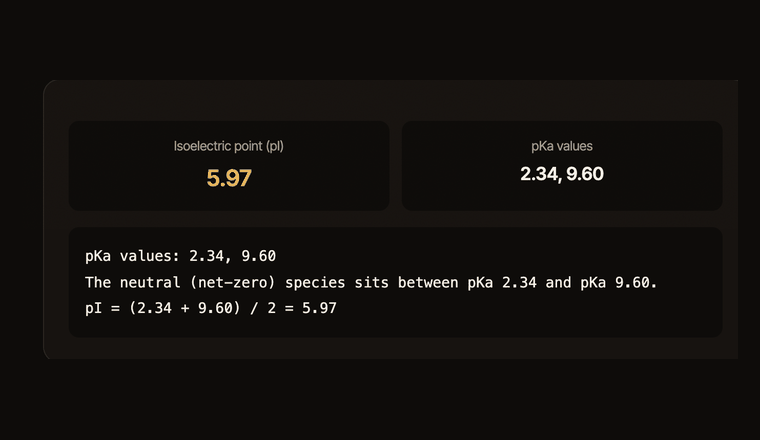 Isoelectric point (pI)
5.97
pKa values
2.34, 9.60
pKa values: 2.34, 9.60
The neutral (net-zero) species sits between pKa 2.34 and pKa 9.60.
pI = (2.34 + 9.60) / 2 = 5.97